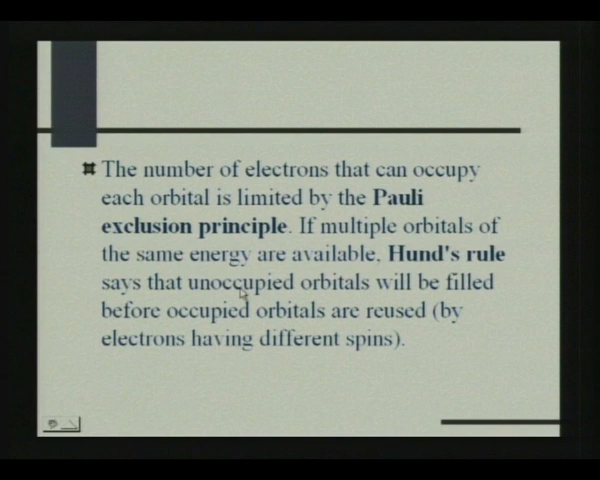 The number of electrons that can occupy
each orbital is limited by the Pauli
exclusion principle. If multiple orbitals of
the same energy are available, Hund's rule
says that unoccupied orbitals will be filled
before occupied orbitals are reused (by
electrons having different spins).